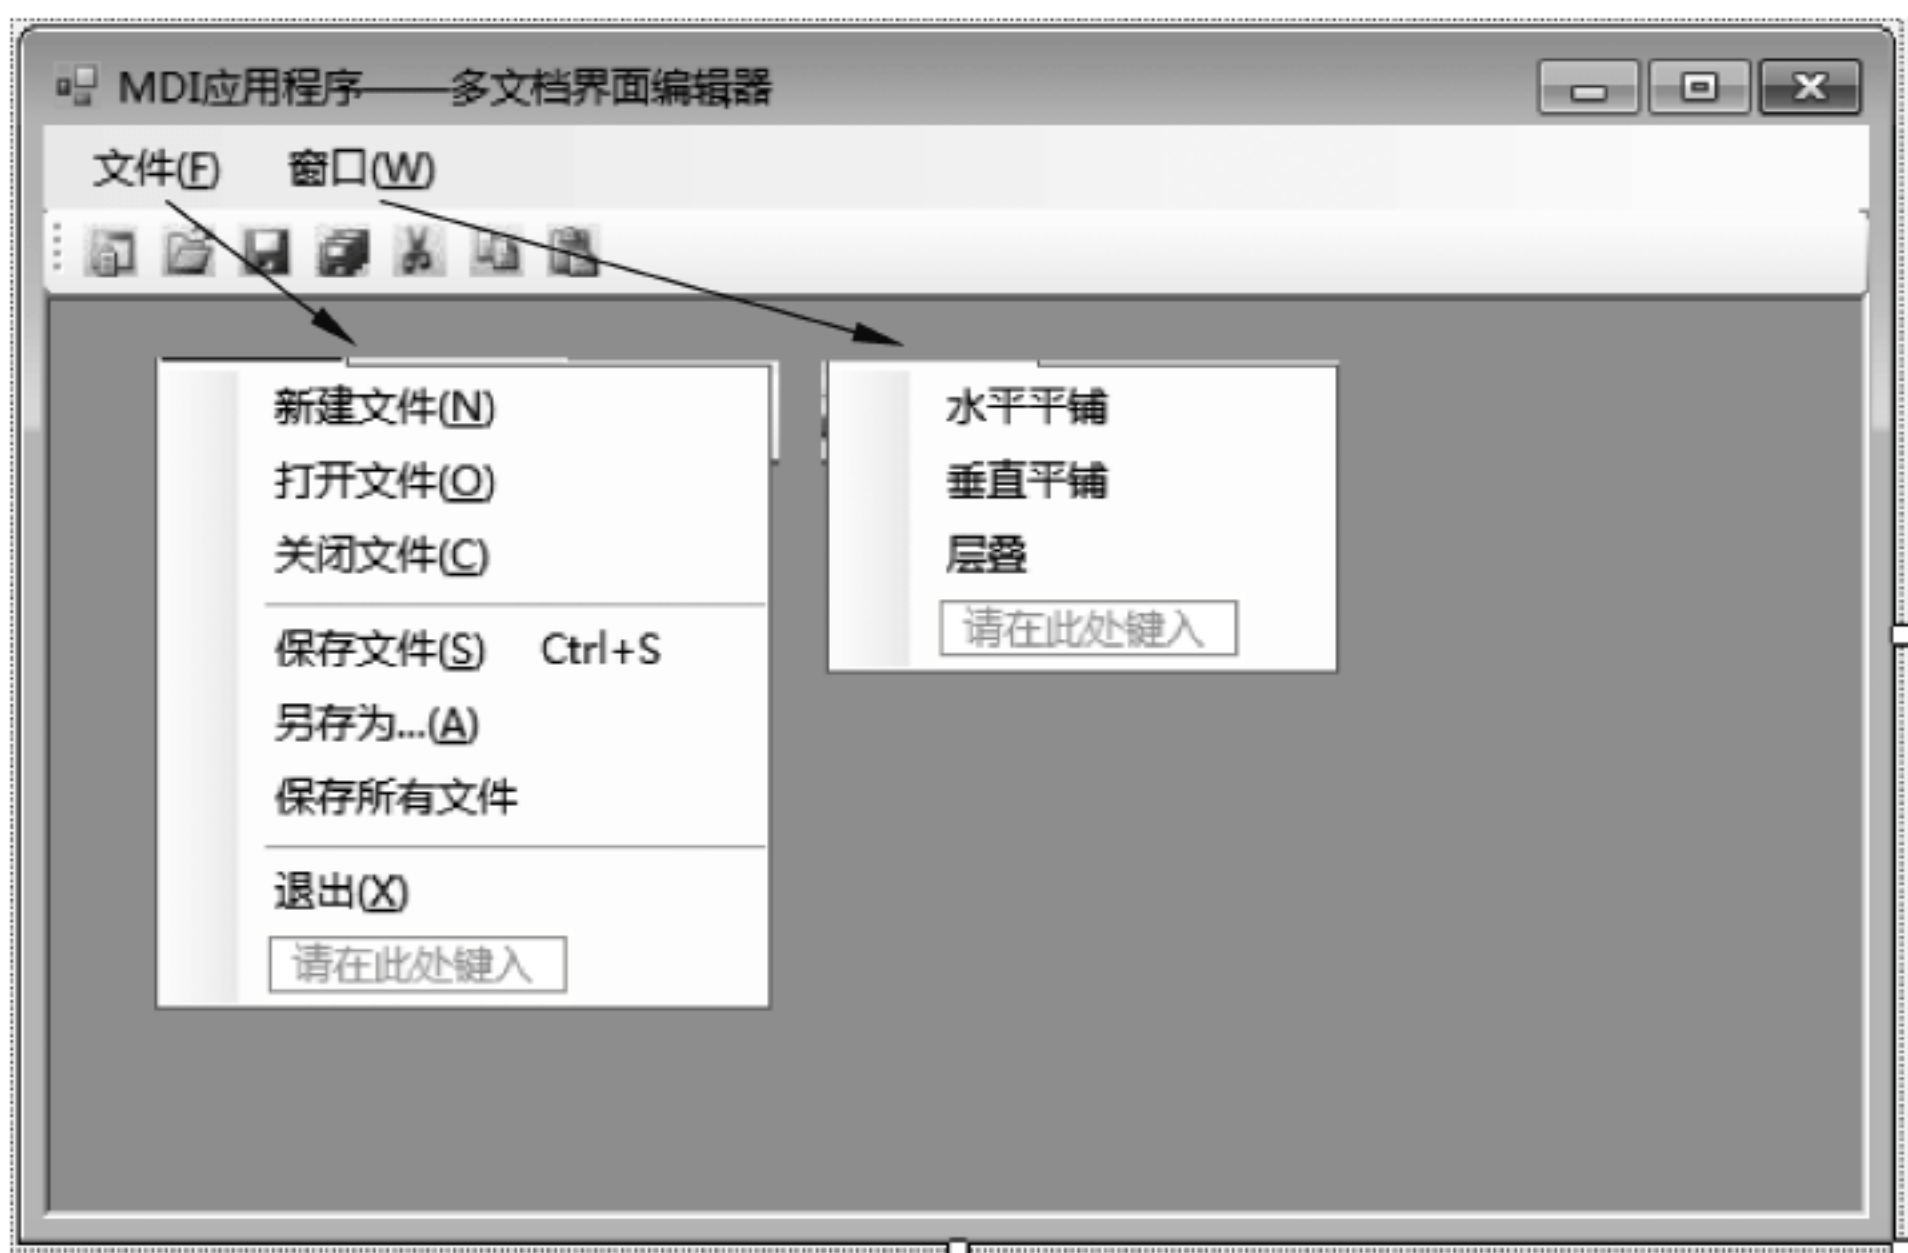 MDI应用程序——多文档界面编辑器
文件(F) 窗口(W)
新建文件(N)
打开文件(O)
关闭文件(C)
保存文件(S) Ctrl+S
另存为...(A)
保存所有文件
退出(X)
请在此处键入
水平平铺
垂直平铺
层叠
请在此处键入